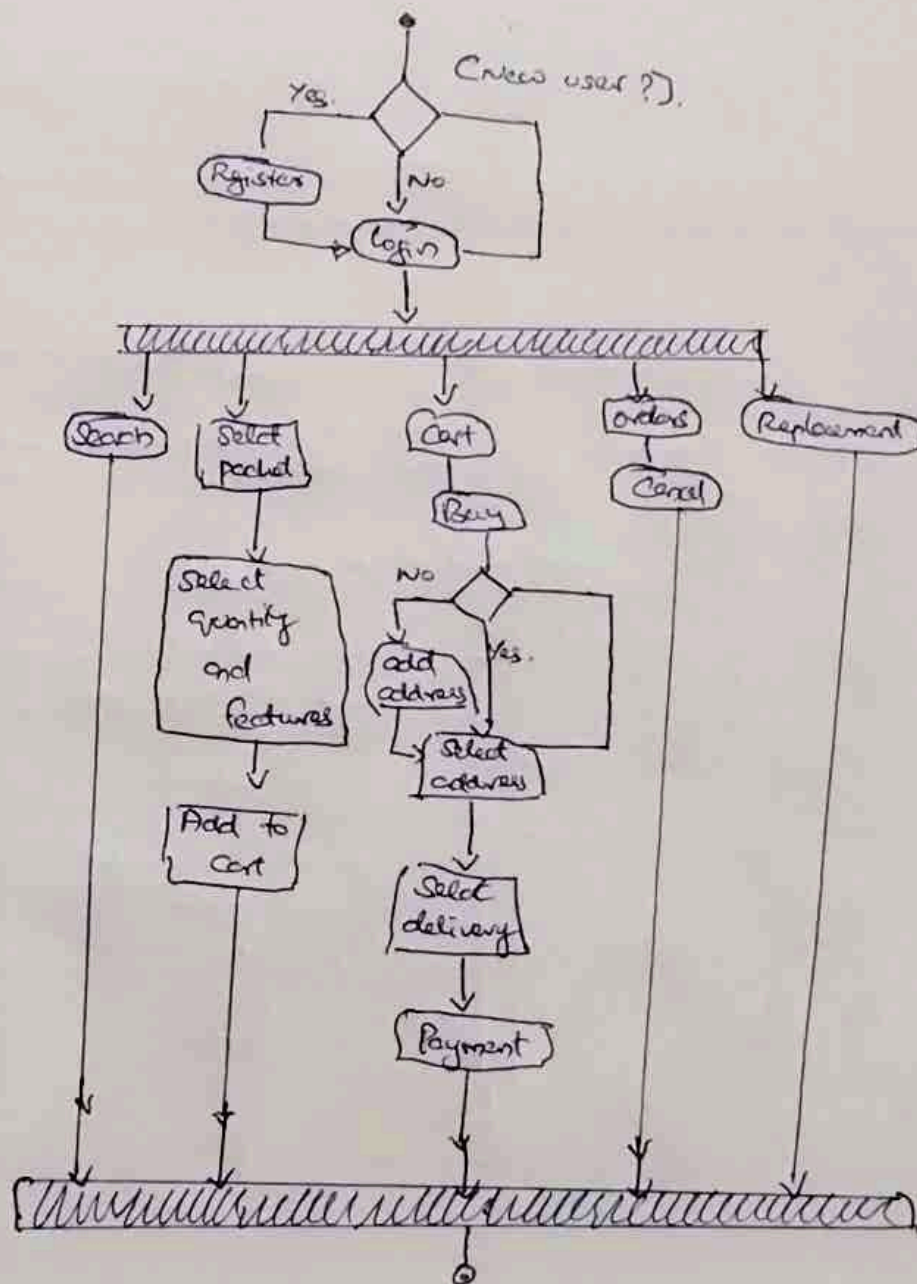 (New user?).
Yes.
Register
No
Login
Search
Select
Cart
Orders
Replacement
Cancel
Buy
Select
quantity
and
features
No
Yes.
add
address
Select
address
Add to
Cart
Select
delivery
Payment